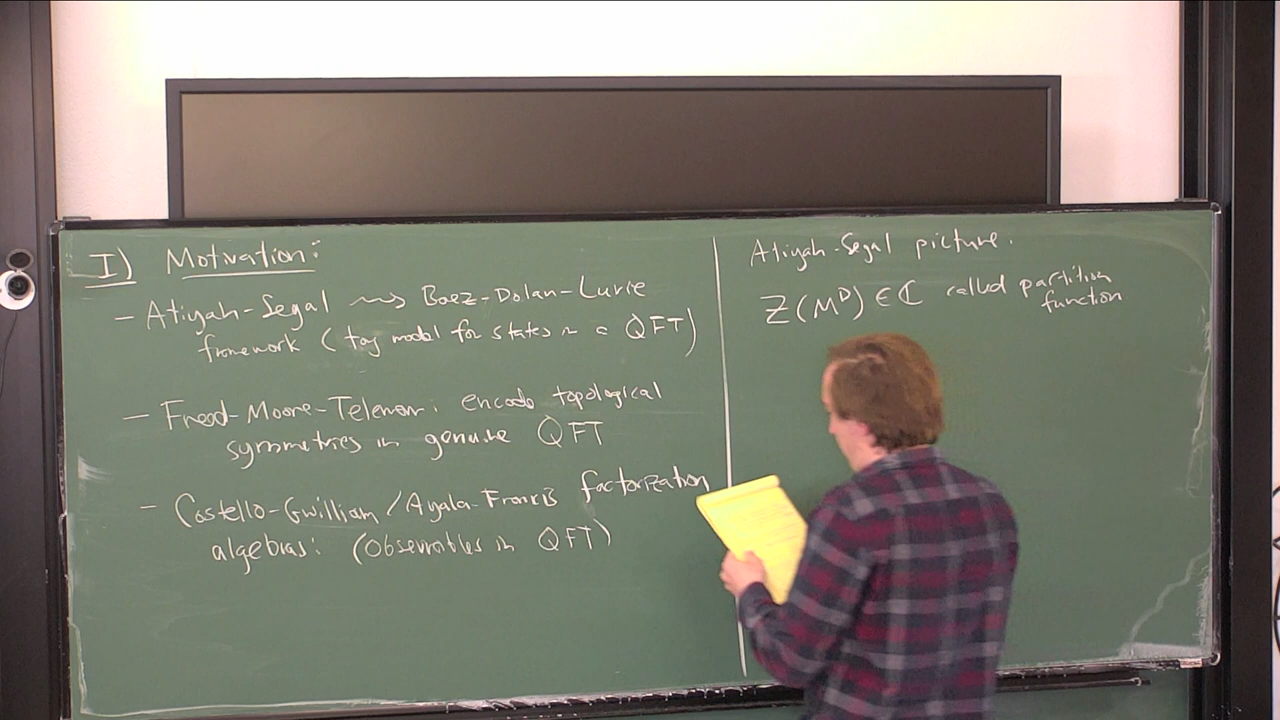 I) Motivation:
- Atiyah-Segal ⇝ Baez-Dolan-Lurie
framework (toy model for states in a QFT)
- Freed-Moore-Teleman: encode topological
symmetries in genuine QFT
- Costello-Gwilliam/Ayala-Francis factorization
algebras: (Observables in QFT)
Atiyah-Segal picture.
Z(M^D) ∈ ℂ called partition
function